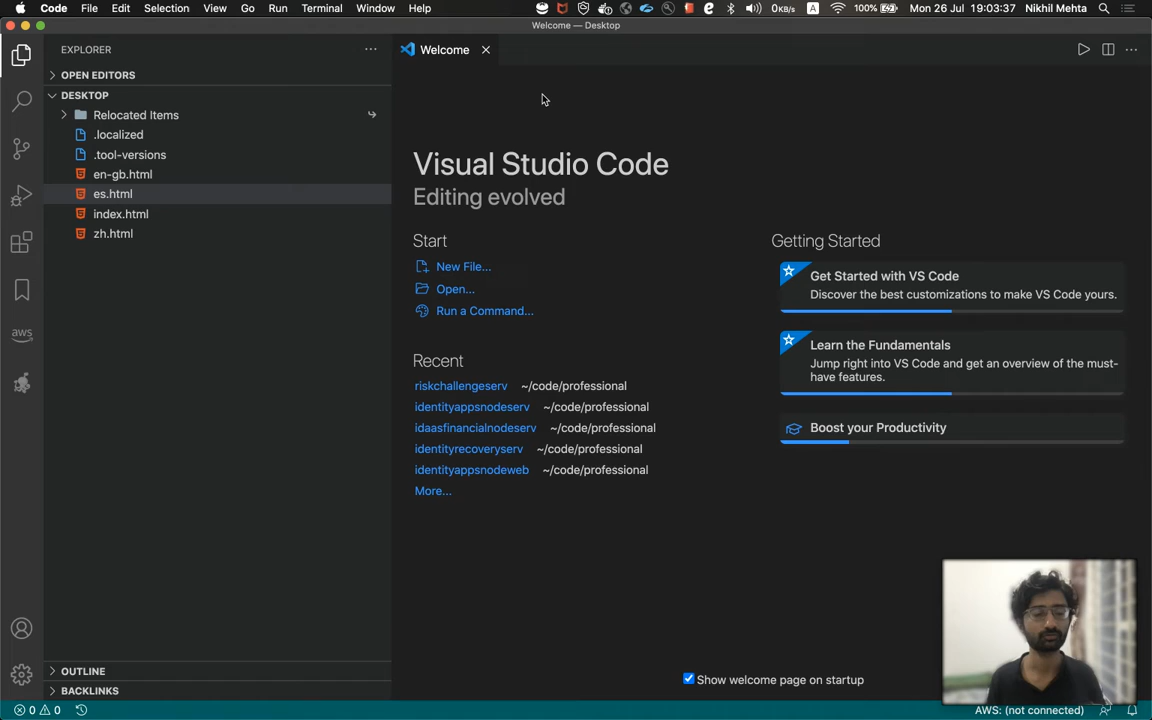 Code File Edit Selection View Go Run Terminal Window Help 0KB/s A 100% Mon 26 Jul 19:03:37 Nikhil Mehta
Welcome — Desktop
EXPLORER
Welcome
OPEN EDITORS
DESKTOP
Relocated Items
.localized
.tool-versions
en-gb.html
es.html
index.html
zh.html
aws
OUTLINE
BACKLINKS
Visual Studio Code
Editing evolved
Start
New File...
Open...
Run a Command...
Recent
riskchallengeserv ~/code/professional
identityappsnodeserv ~/code/professional
idaasfinancialnodeserv ~/code/professional
identityrecoveryserv ~/code/professional
identityappsnodeweb ~/code/professional
More...
Getting Started
Get Started with VS Code
Discover the best customizations to make VS Code yours.
Learn the Fundamentals
Jump right into VS Code and get an overview of the must-
have features.
Boost your Productivity
Show welcome page on startup
0 0 AWS: (not connected)